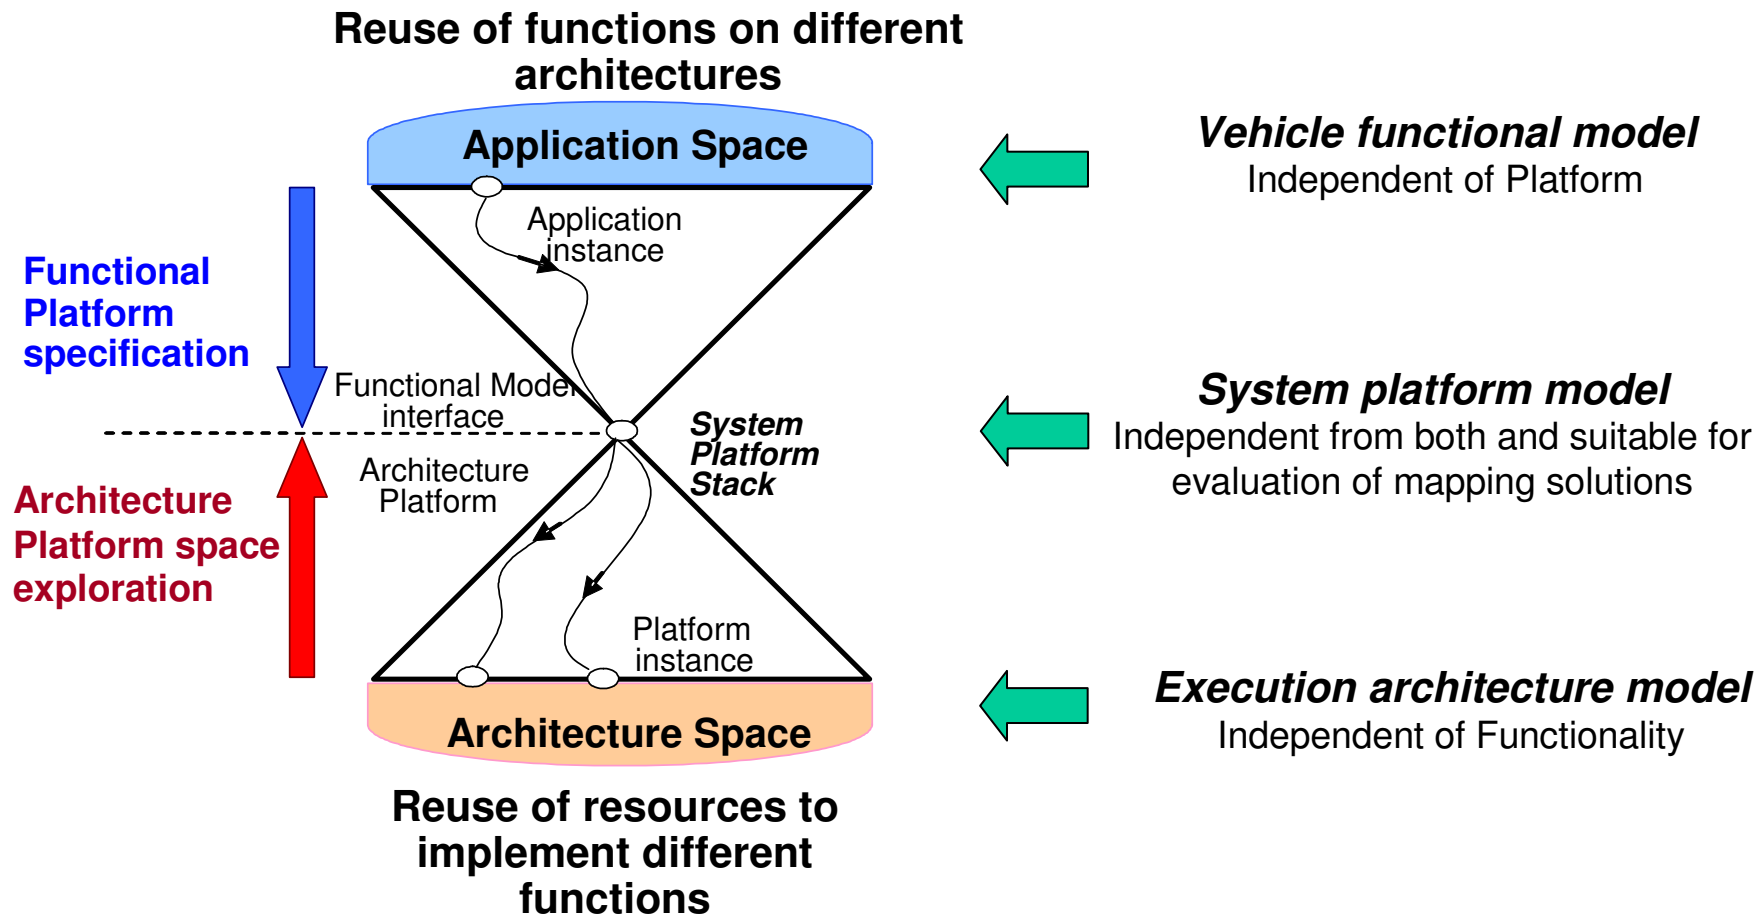 Reuse of functions on different
architectures
Application Space
Vehicle functional model
Independent of Platform
Application
instance
Functional
Platform
specification
Functional Model
interface
System
Platform
Stack
System platform model
Independent from both and suitable for
evaluation of mapping solutions
Architecture
Platform
Architecture
Platform space
exploration
Platform
instance
Architecture Space
Execution architecture model
Independent of Functionality
Reuse of resources to
implement different
functions